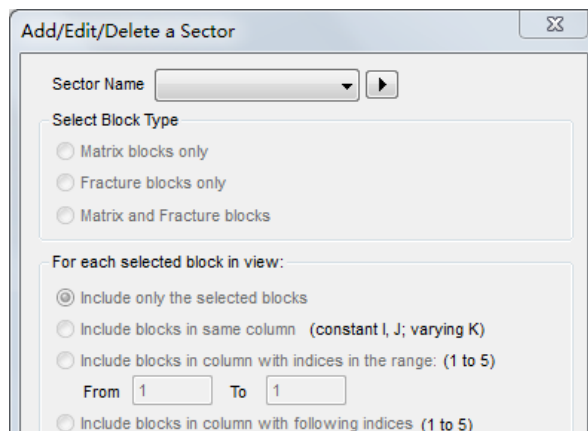 Add/Edit/Delete a Sector
Sector Name
Select Block Type
Matrix blocks only
Fracture blocks only
Matrix and Fracture blocks
For each selected block in view:
Include only the selected blocks
Include blocks in same column (constant I, J; varying K)
Include blocks in column with indices in the range: (1 to 5)
From 1 To 1
Include blocks in column with following indices (1 to 5)